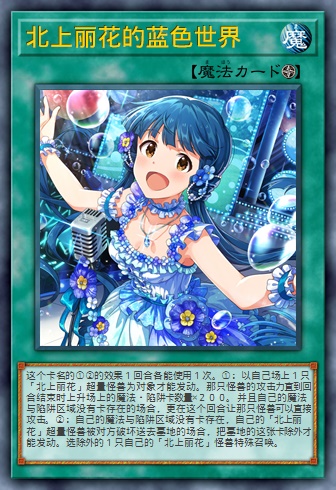 北上丽花的蓝色世界
魔
【魔法カード】
这个卡名的①②的效果１回合各能使用１次。①：以自己场上１只
「北上丽花」超量怪兽为对象才能发动。那只怪兽的攻击力直到回
合结束时上升场上的魔法・陷阱卡数量×２００。并且自己的魔法
与陷阱区域没有卡存在的场合，更在这个回合让那只怪兽可以直接
攻击。②：自己的魔法与陷阱区域没有卡存在，自己的「北上丽
花」超量怪兽被对方破坏送去墓地的场合，把墓地的这张卡除外才
能发动。选除外的１只自己的「北上丽花」怪兽特殊召唤。